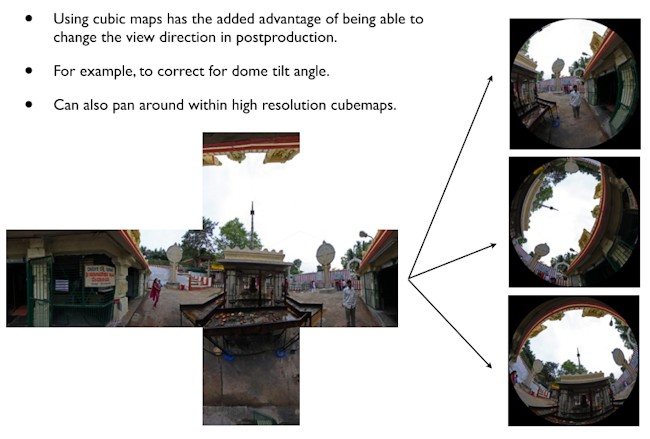 • Using cubic maps has the added advantage of being able to
change the view direction in postproduction.
• For example, to correct for dome tilt angle.
• Can also pan around within high resolution cubemaps.